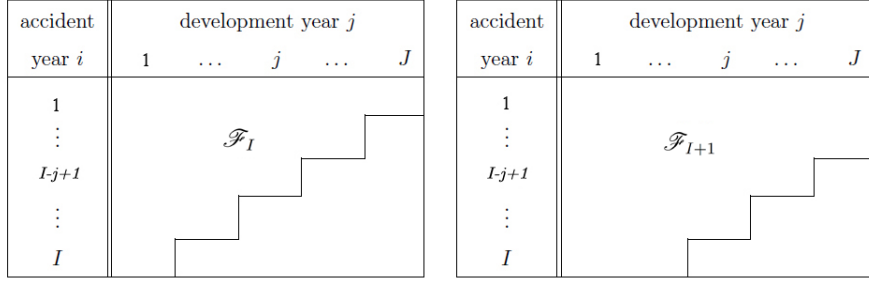 accident development year j
year i 1 … j … J
1
⋮ ℱ_I
I-j+1
⋮
I
accident development year j
year i 1 … j … J
1
⋮ ℱ_{I+1}
I-j+1
⋮
I